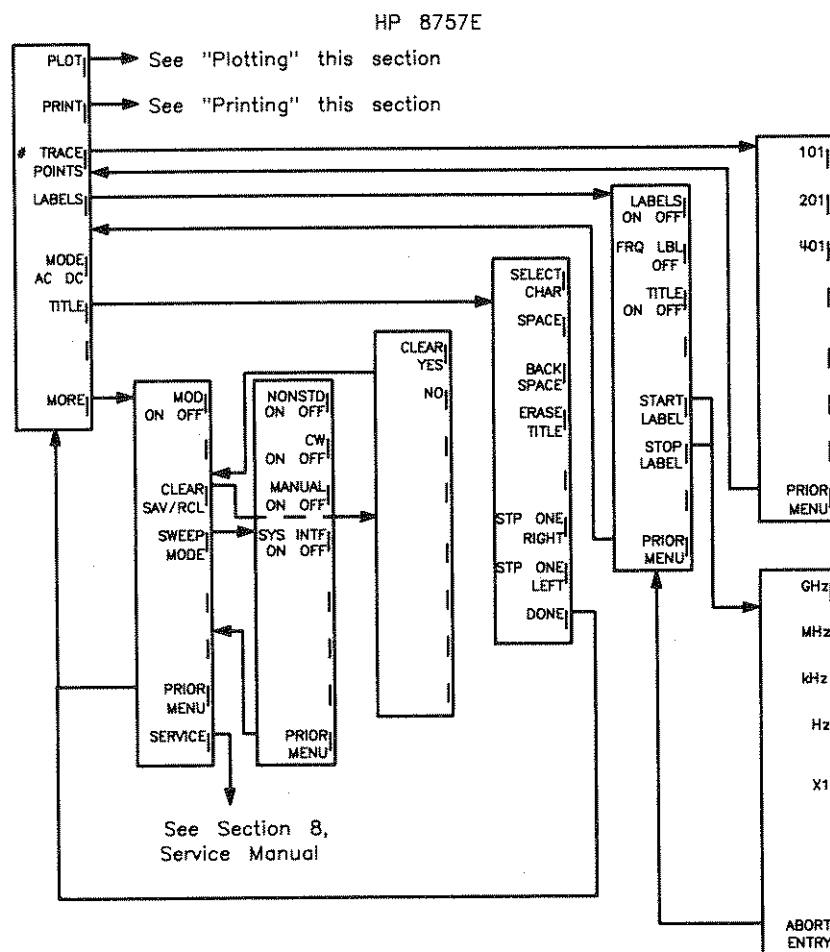 HP 8757E
PLOT
See "Plotting" this section
PRINT
See "Printing" this section
# TRACE
POINTS
LABELS
MODE
AC DC
TITLE
MORE
MOD
ON OFF
CLEAR
SAV/RCL
SWEEP
MODE
PRIOR
MENU
SERVICE
See Section 8,
Service Manual
NONSTD
ON OFF
CW
ON OFF
MANUAL
ON OFF
SYS INTF
ON OFF
PRIOR
MENU
CLEAR
YES
NO
SELECT
CHAR
SPACE
BACK
SPACE
ERASE
TITLE
STP ONE
RIGHT
STP ONE
LEFT
DONE
LABELS
ON OFF
FRQ LBL
OFF
TITLE
ON OFF
START
LABEL
STOP
LABEL
PRIOR
MENU
101
201
401
PRIOR
MENU
GHz
MHz
kHz
Hz
X1
ABORT
ENTRY